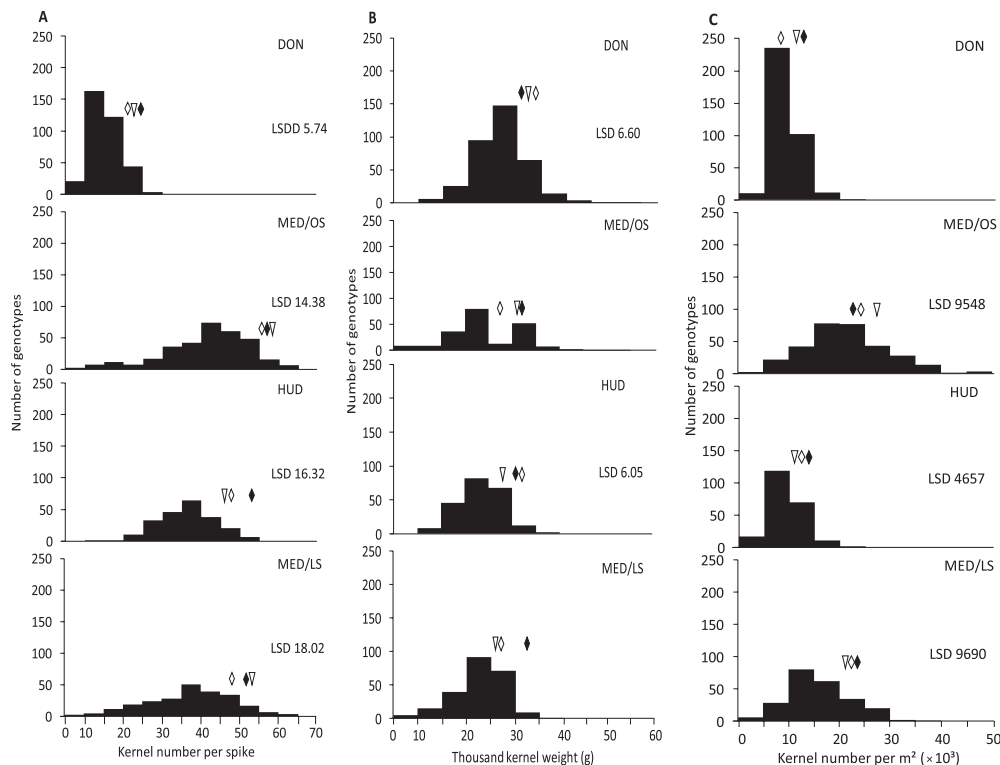 A
250
200
150
100
50
0
DON
LSDD 5.74
250
200
150
100
50
0
MED/OS
LSD 14.38
250
200
150
100
50
0
HUD
LSD 16.32
250
200
150
100
50
0
MED/LS
LSD 18.02
0 10 20 30 40 50 60 70
Kernel number per spike
Number of genotypes
B
250
200
150
100
50
0
DON
LSD 6.60
250
200
150
100
50
0
MED/OS
250
200
150
100
50
0
HUD
LSD 6.05
250
200
150
100
50
0
MED/LS
0 10 20 30 40 50 60
Thousand kernel weight (g)
Number of genotypes
C
250
200
150
100
50
0
DON
250
200
150
100
50
0
MED/OS
LSD 9548
250
200
150
100
50
0
HUD
LSD 4657
250
200
150
100
50
0
MED/LS
LSD 9690
0 10 20 30 40 50
Kernel number per m² (×10³)
Number of genotypes